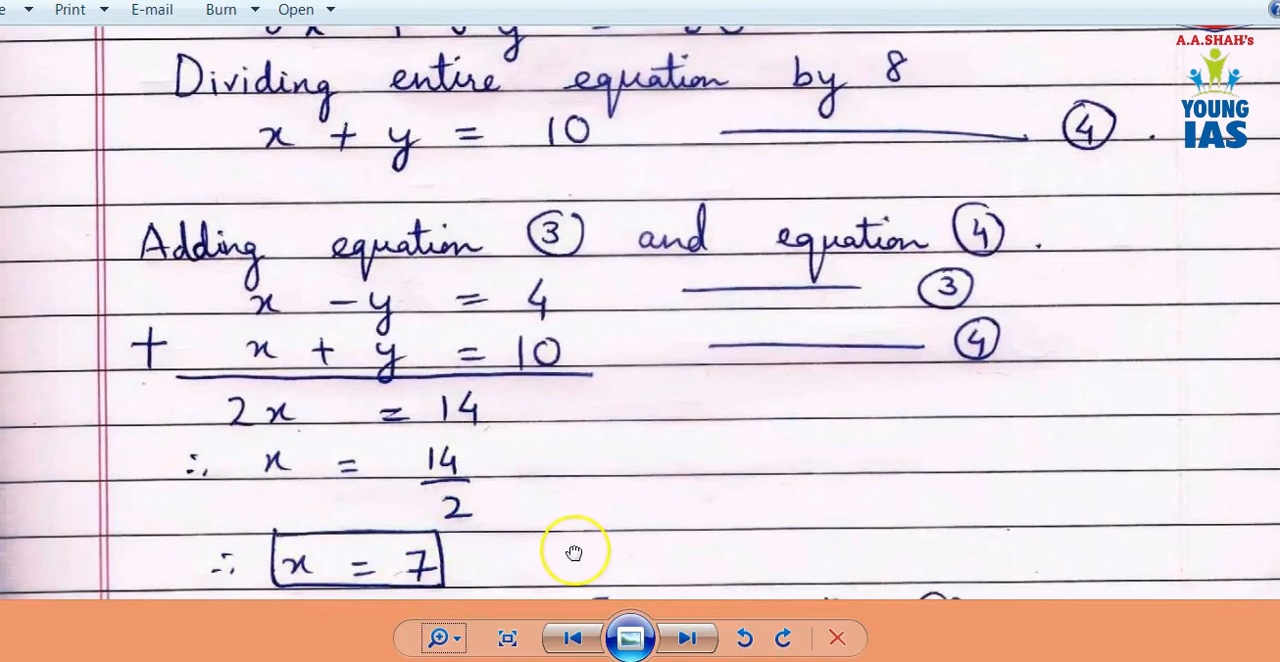 e Print E-mail Burn Open
A.A.SHAH's
YOUNG
IAS
Dividing entire equation by 8
x + y = 10 ④ .
Adding equation ③ and equation ④ .
x - y = 4 ③
+ x + y = 10 ④
2x = 14
∴ x = 14
2
∴ x = 7